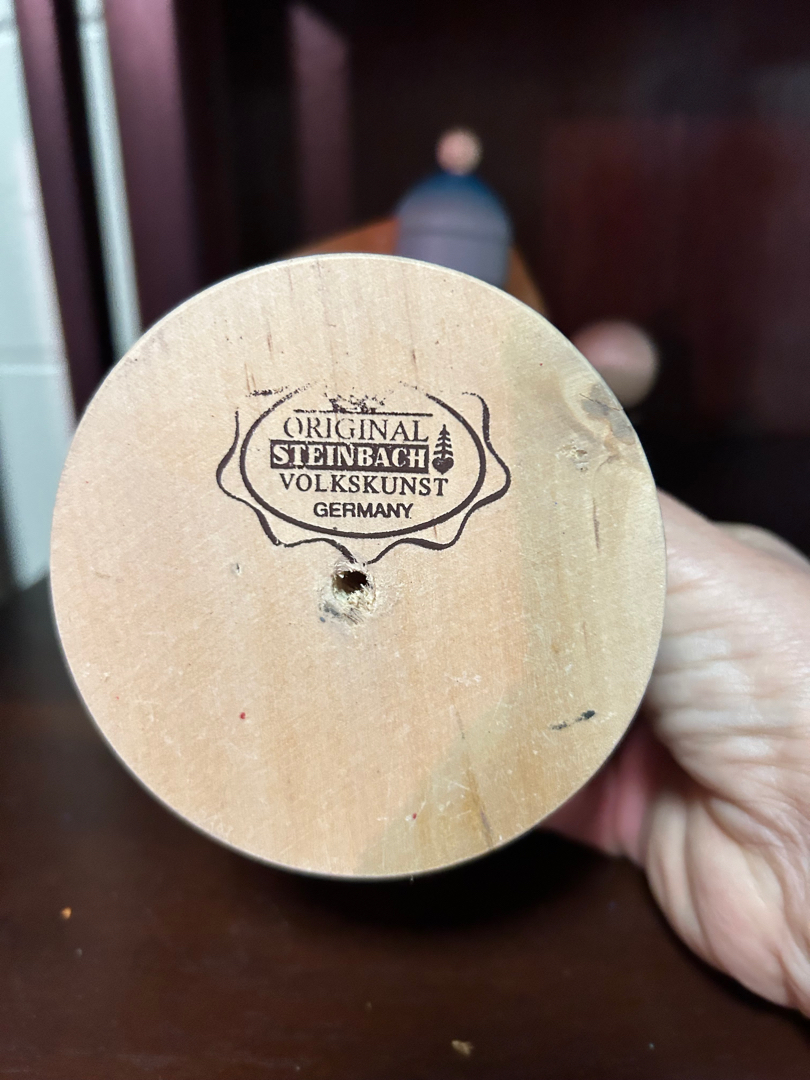 ORIGINAL
STEINBACH
VOLKSKUNST
GERMANY